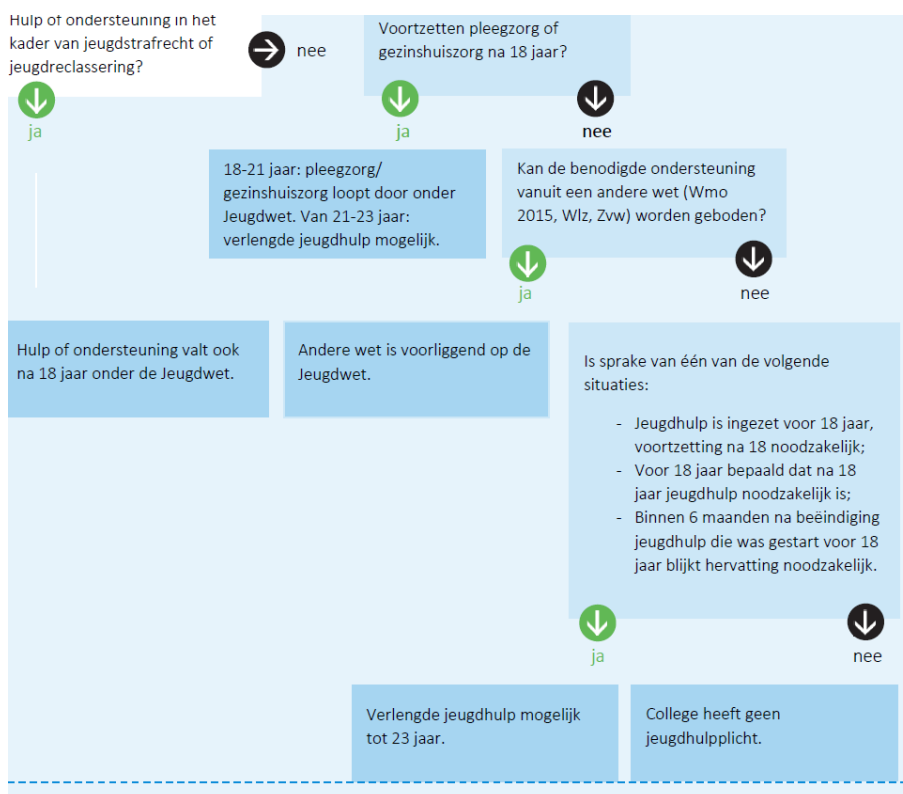 Hulp of ondersteuning in het
kader van jeugdstrafrecht of
jeugdreclassering?
nee
Voortzetten pleegzorg of
gezinshuiszorg na 18 jaar?
ja
ja
nee
18-21 jaar: pleegzorg/
gezinshuiszorg loopt door onder
Jeugdwet. Van 21-23 jaar:
verlengde jeugdhulp mogelijk.
Kan de benodigde ondersteuning
vanuit een andere wet (Wmo
2015, Wlz, Zvw) worden geboden?
ja
nee
Hulp of ondersteuning valt ook
na 18 jaar onder de Jeugdwet.
Andere wet is voorliggend op de
Jeugdwet.
Is sprake van één van de volgende
situaties:
- Jeugdhulp is ingezet voor 18 jaar,
voortzetting na 18 noodzakelijk;
- Voor 18 jaar bepaald dat na 18
jaar jeugdhulp noodzakelijk is;
- Binnen 6 maanden na beëindiging
jeugdhulp die was gestart voor 18
jaar blijkt hervatting noodzakelijk.
ja
nee
Verlengde jeugdhulp mogelijk
tot 23 jaar.
College heeft geen
jeugdhulpplicht.